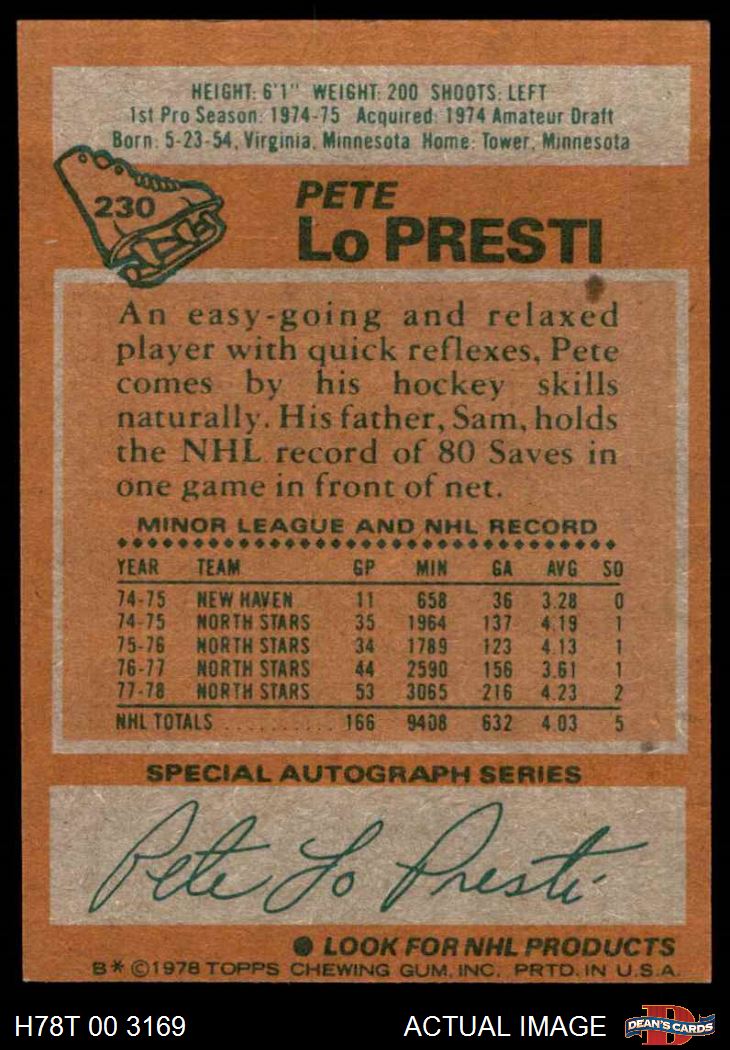 HEIGHT: 6'1" WEIGHT: 200 SHOOTS: LEFT
1st Pro Season: 1974-75 Acquired: 1974 Amateur Draft
Born: 5-23-54, Virginia, Minnesota Home: Tower, Minnesota
230
PETE
Lo PRESTI
An easy-going and relaxed
player with quick reflexes, Pete
comes by his hockey skills
naturally. His father, Sam, holds
the NHL record of 80 Saves in
one game in front of net.
MINOR LEAGUE AND NHL RECORD
YEAR TEAM GP MIN GA AVG SO
74-75 NEW HAVEN 11 658 36 3.28 0
74-75 NORTH STARS 35 1964 137 4.19 1
75-76 NORTH STARS 34 1789 123 4.13 1
76-77 NORTH STARS 44 2590 156 3.61 1
77-78 NORTH STARS 53 3065 216 4.23 2
NHL TOTALS .......... 166 9408 632 4.03 5
SPECIAL AUTOGRAPH SERIES
Pete Lo Presti
● LOOK FOR NHL PRODUCTS
B* ©1978 TOPPS CHEWING GUM, INC. PRTD. IN U.S.A.
H78T 00 3169 ACTUAL IMAGE D DEAN'S CARDS